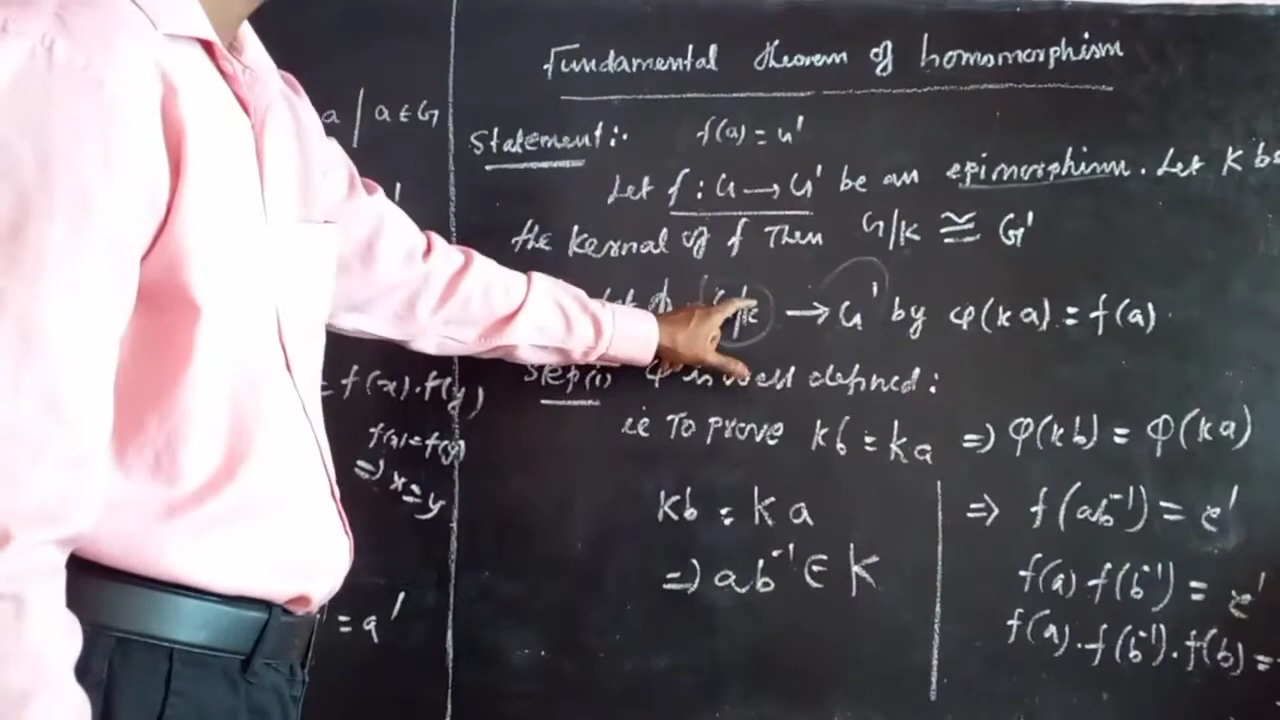 Fundamental theorem of homomorphism
a | a ∈ G
Statement:.
f(a) = a'
Let f : G → G' be an epimorphism. Let K be
the Kernal of f Then G/K ≅ G'
→ G' by φ(ka) = f(a)
Step(i) φ is well defined :
= f(x).f(y)
f(x) = f(y)
⇒ x = y
ie To prove kb = ka ⇒ φ(kb) = φ(ka)
kb = ka
⇒ ab⁻¹ ∈ K
⇒ f(ab⁻¹) = e'
f(a) f(b⁻¹) = e'
f(a).f(b⁻¹).f(b) =
= a'